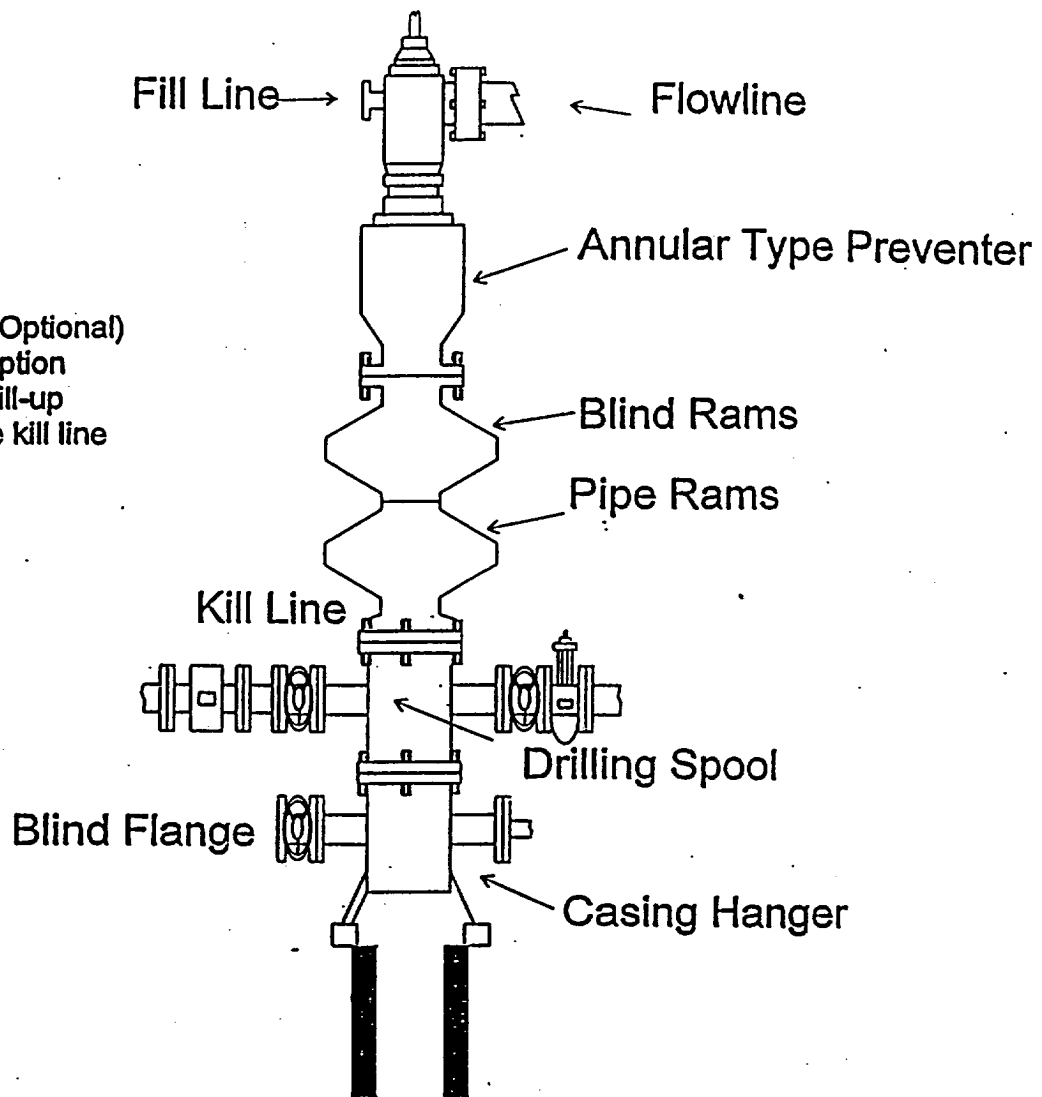 Fill Line
Flowline
Annular Type Preventer
Optional)
ill-up
kill line
Blind Rams
Pipe Rams
Kill Line
Drilling Spool
Blind Flange
Casing Hanger